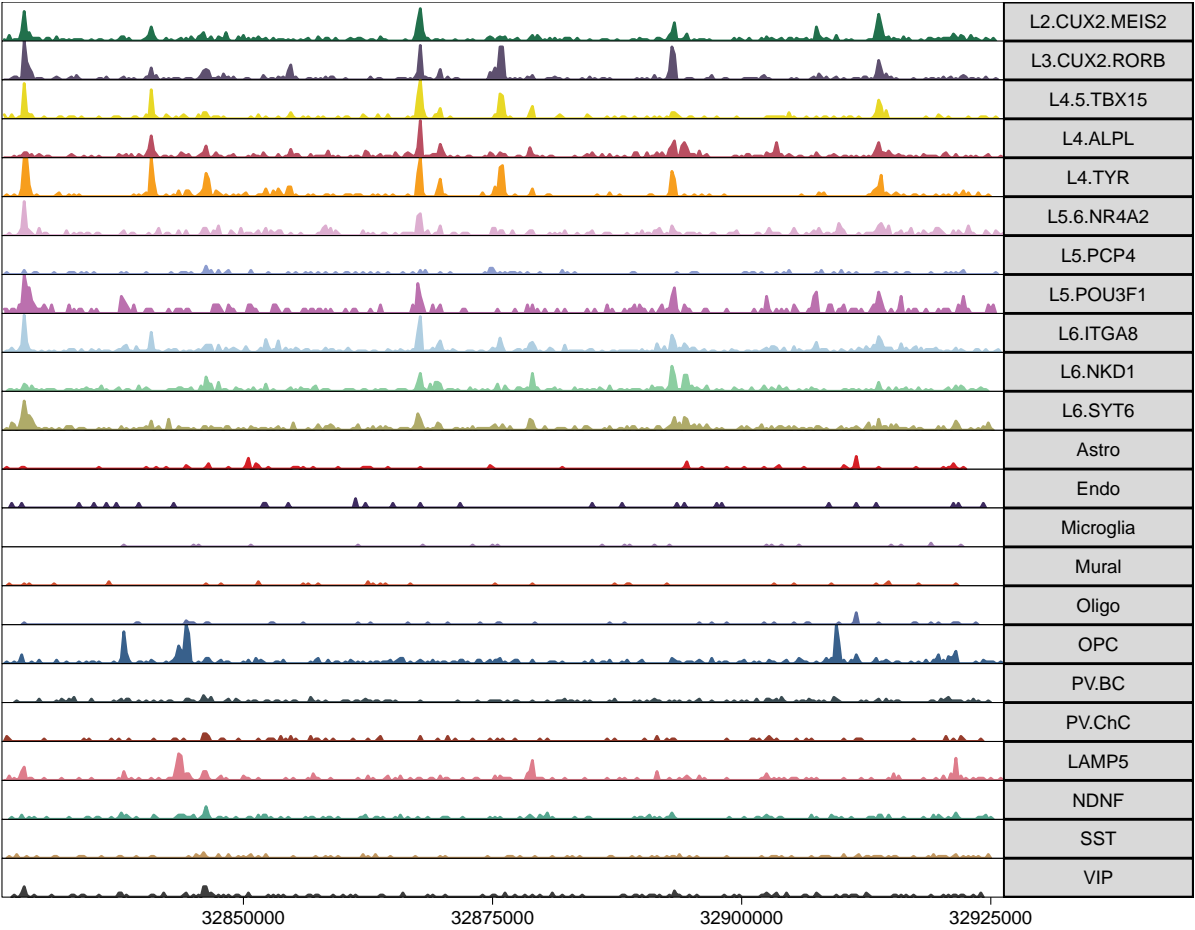 L2.CUX2.MEIS2
L3.CUX2.RORB
L4.5.TBX15
L4.ALPL
L4.TYR
L5.6.NR4A2
L5.PCP4
L5.POU3F1
L6.ITGA8
L6.NKD1
L6.SYT6
Astro
Endo
Microglia
Mural
Oligo
OPC
PV.BC
PV.ChC
LAMP5
NDNF
SST
VIP
32850000 32875000 32900000 32925000